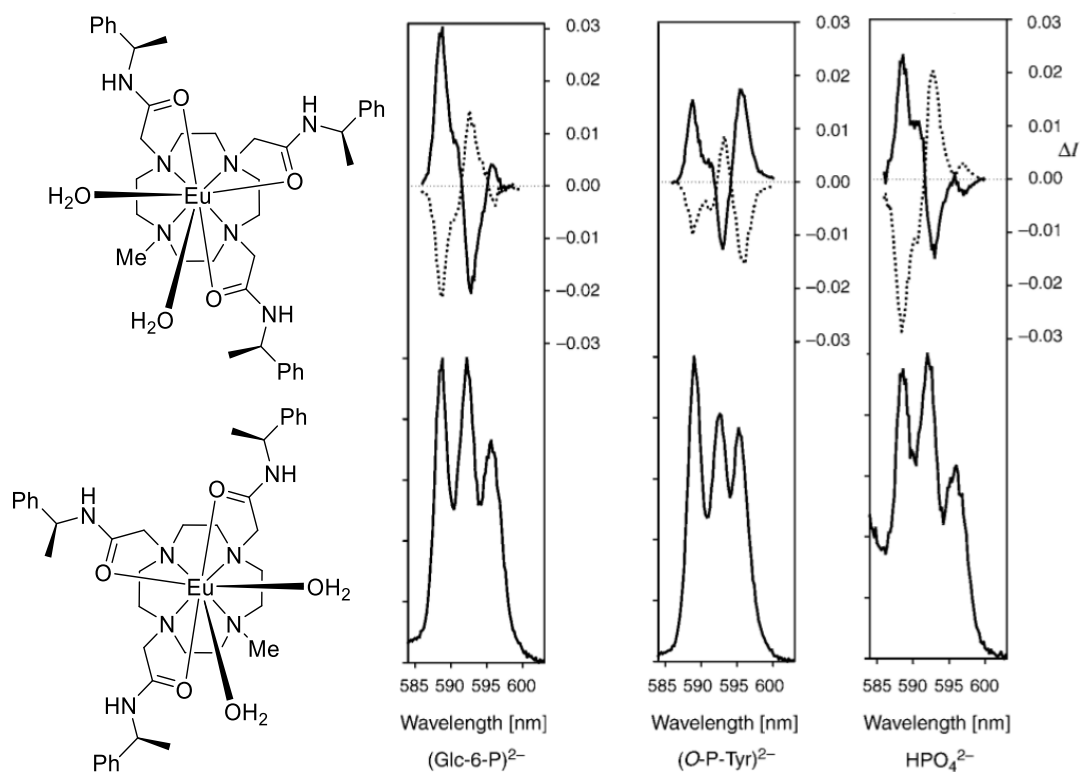 Ph
HN
O
H
N
Ph
N
N
O
H₂O
Eu
N
N
Me
H₂O
O
NH
Ph
Ph
NH
O
Ph
H
N
N
N
O
Eu
OH₂
N
N
Me
O
OH₂
HN
Ph
0.03
0.02
0.01
0.00
−0.01
−0.02
−0.03
585 590 595 600
Wavelength [nm]
(Glc-6-P)²⁻
0.03
0.02
0.01
0.00
−0.01
−0.02
−0.03
585 590 595 600
Wavelength [nm]
(O-P-Tyr)²⁻
0.03
0.02
0.01
ΔI
0.00
−0.01
−0.02
−0.03
585 590 595 600
Wavelength [nm]
HPO₄²⁻